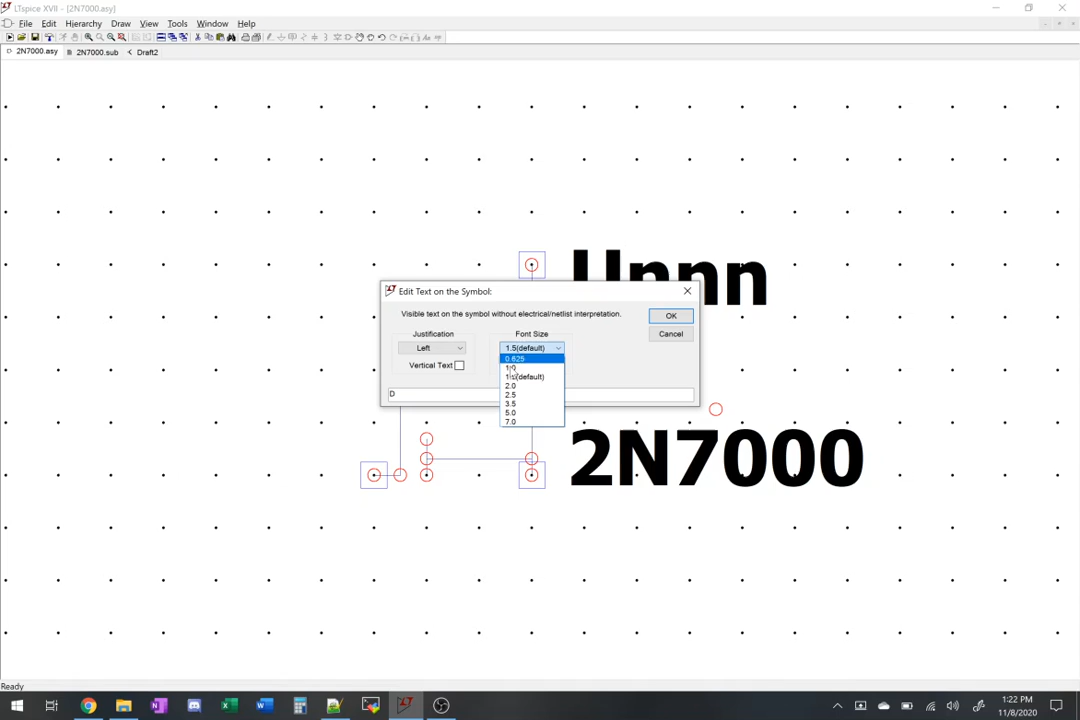 LTspice XVII - [2N7000.asy]
File Edit Hierarchy Draw View Tools Window Help
2N7000.asy 2N7000.sub Draft2
Unnn
Edit Text on the Symbol:
Visible text on the symbol without electrical/netlist interpretation.
OK
Justification Font Size
Cancel
Left 1.5(default)
0.625
Vertical Text
1.0
1.5(default)
2.0
2.5
D
3.5
5.0
7.0
2N7000
Ready
1:22 PM
11/8/2020